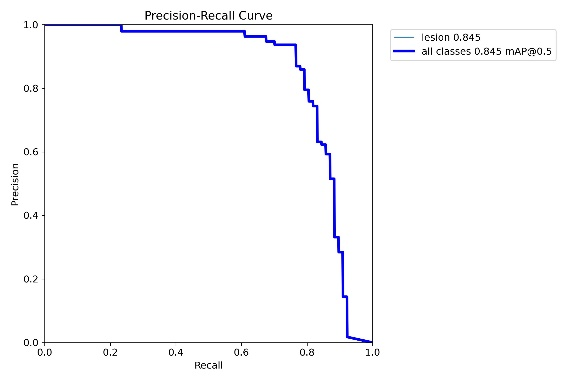 Precision-Recall Curve
lesion 0.845
all classes 0.845 mAP@0.5
1.0
0.8
0.6
0.4
0.2
0.0
Precision
0.0 0.2 0.4 0.6 0.8 1.0
Recall